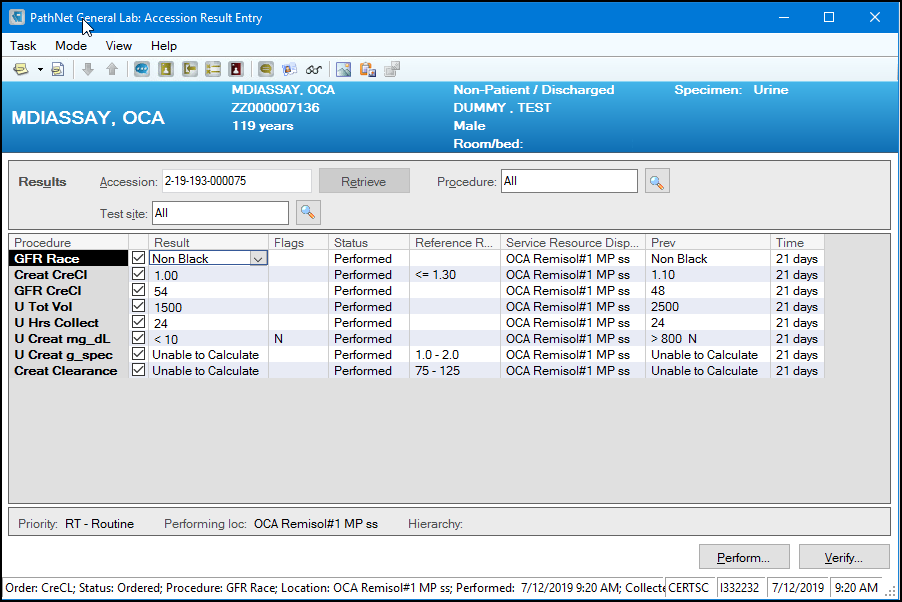 PathNet General Lab: Accession Result Entry
Task Mode View Help
MDIASSAY, OCA Non-Patient / Discharged Specimen: Urine
ZZ000007136 DUMMY , TEST
MDIASSAY, OCA
119 years Male
Room/bed:
Results Accession: 2-19-193-000075 Retrieve Procedure: All
Test site: All
Procedure Result Flags Status Reference R... Service Resource Disp... Prev Time
GFR Race Non Black Performed OCA Remisol#1 MP ss Non Black 21 days
Creat CreCl 1.00 Performed <= 1.30 OCA Remisol#1 MP ss 1.10 21 days
GFR CreCl 54 Performed OCA Remisol#1 MP ss 48 21 days
U Tot Vol 1500 Performed OCA Remisol#1 MP ss 2500 21 days
U Hrs Collect 24 Performed OCA Remisol#1 MP ss 24 21 days
U Creat mg_dL < 10 N Performed OCA Remisol#1 MP ss > 800 N 21 days
U Creat g_spec Unable to Calculate Performed 1.0 - 2.0 OCA Remisol#1 MP ss Unable to Calculate 21 days
Creat Clearance Unable to Calculate Performed 75 - 125 OCA Remisol#1 MP ss Unable to Calculate 21 days
Priority: RT - Routine Performing loc: OCA Remisol#1 MP ss Hierarchy:
Perform... Verify...
Order: CreCL; Status: Ordered; Procedure: GFR Race; Location: OCA Remisol#1 MP ss; Performed: 7/12/2019 9:20 AM; Collecte CERTSC I332232 7/12/2019 9:20 AM